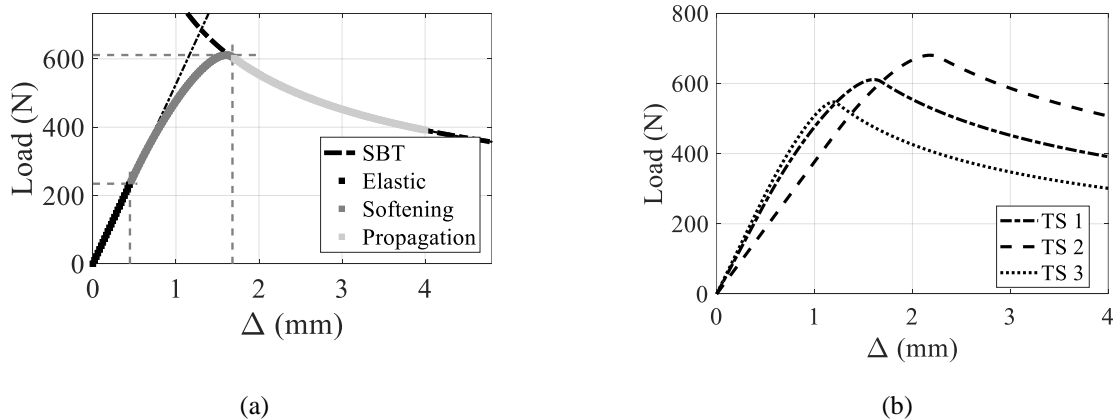 Load (N)
600
400
200
0
0 1 2 3 4
Δ (mm)
SBT
Elastic
Softening
Propagation
(a)
Load (N)
800
600
400
200
0
0 1 2 3 4
Δ (mm)
TS 1
TS 2
TS 3
(b)